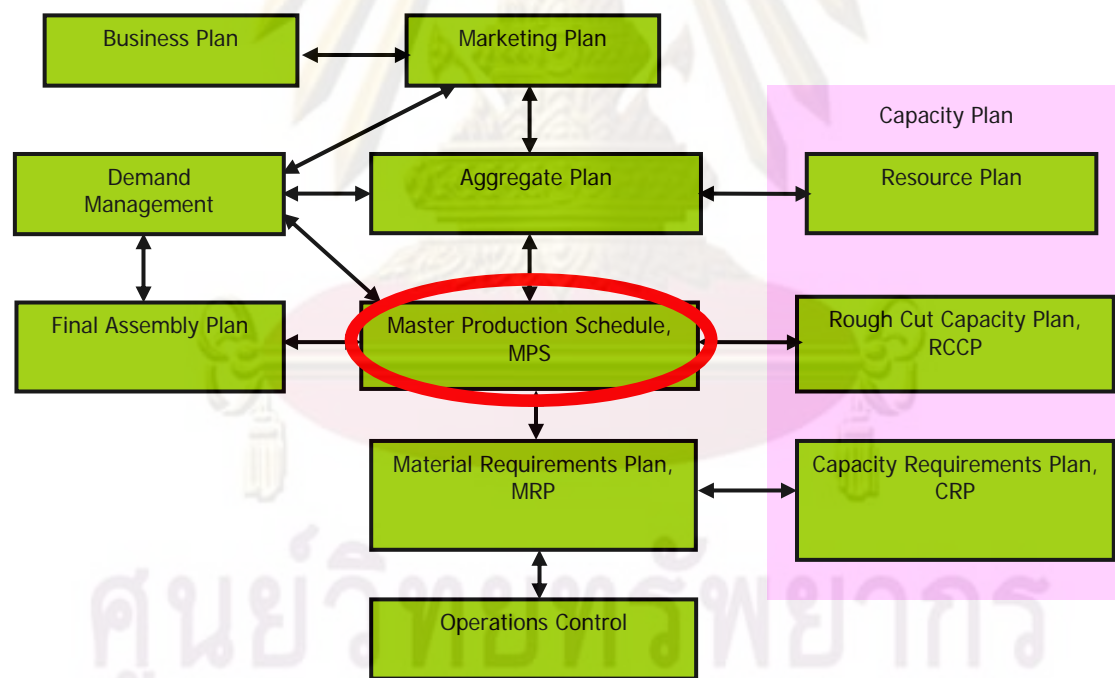 Business Plan
Marketing Plan
Capacity Plan
Demand
Management
Aggregate Plan
Resource Plan
Final Assembly Plan
Master Production Schedule,
MPS
Rough Cut Capacity Plan,
RCCP
Material Requirements Plan,
MRP
Capacity Requirements Plan,
CRP
Operations Control
ศูนย์วิทยทรัพยากร